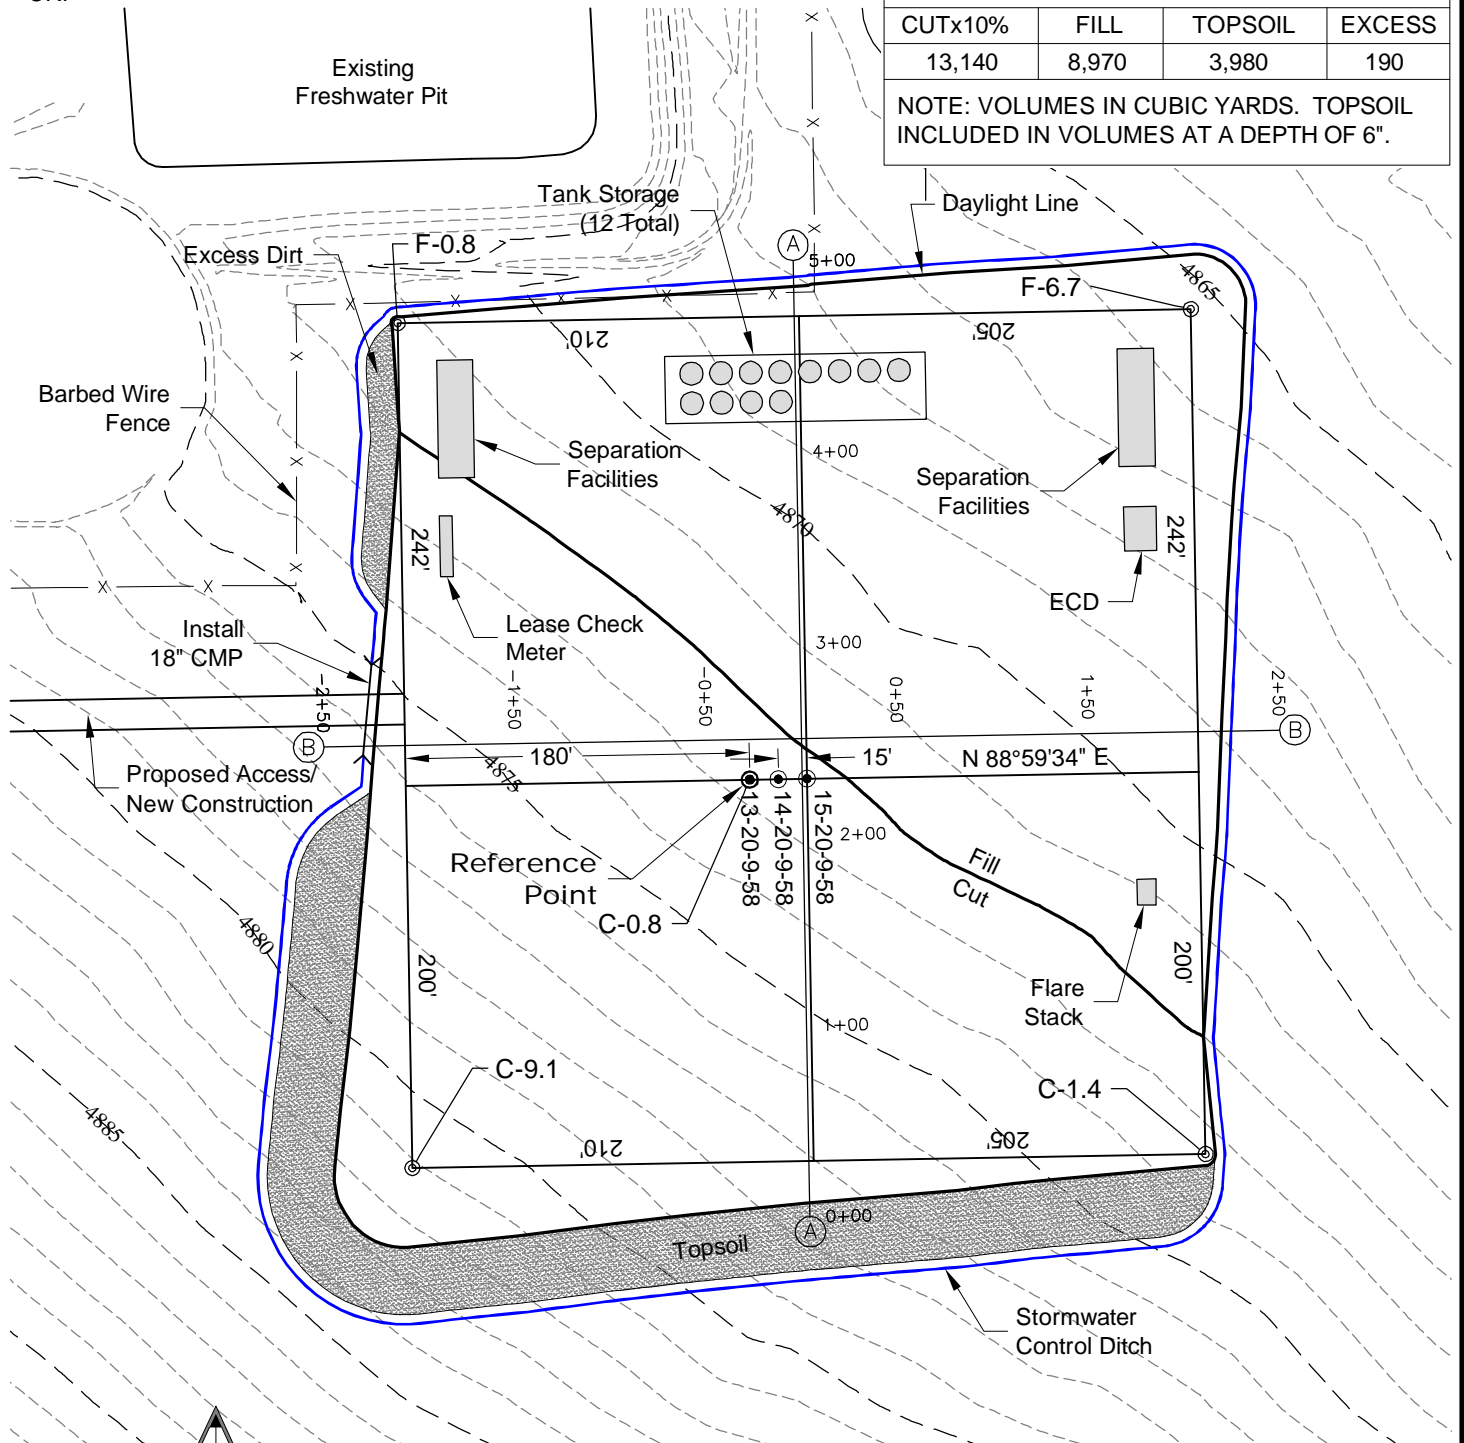 CUTx10% FILL TOPSOIL EXCESS
13,140 8,970 3,980 190
NOTE: VOLUMES IN CUBIC YARDS. TOPSOIL
INCLUDED IN VOLUMES AT A DEPTH OF 6".
Existing
Freshwater Pit
Tank Storage
(12 Total)
Daylight Line
Excess Dirt
F-0.8
A
5+00
F-6.7
4865
210'
205'
Barbed Wire
Fence
Separation
Facilities
4+00
Separation
Facilities
4870
242'
242'
ECD
Install
18" CMP
Lease Check
Meter
3+00
-2+50
-1+50
-0+50
0+50
1+50
2+50
B
B
180'
15'
N 88°59'34" E
4875
Proposed Access/
New Construction
13-20-9-58
14-20-9-58
15-20-9-58
2+00
Reference
Point
Fill
Cut
C-0.8
4880
200'
200'
Flare
Stack
1+00
C-9.1
C-1.4
4885
210'
205'
A
0+00
Topsoil
Stormwater
Control Ditch
X
X
X
X
X
X
X
X
X
X
X
X
X